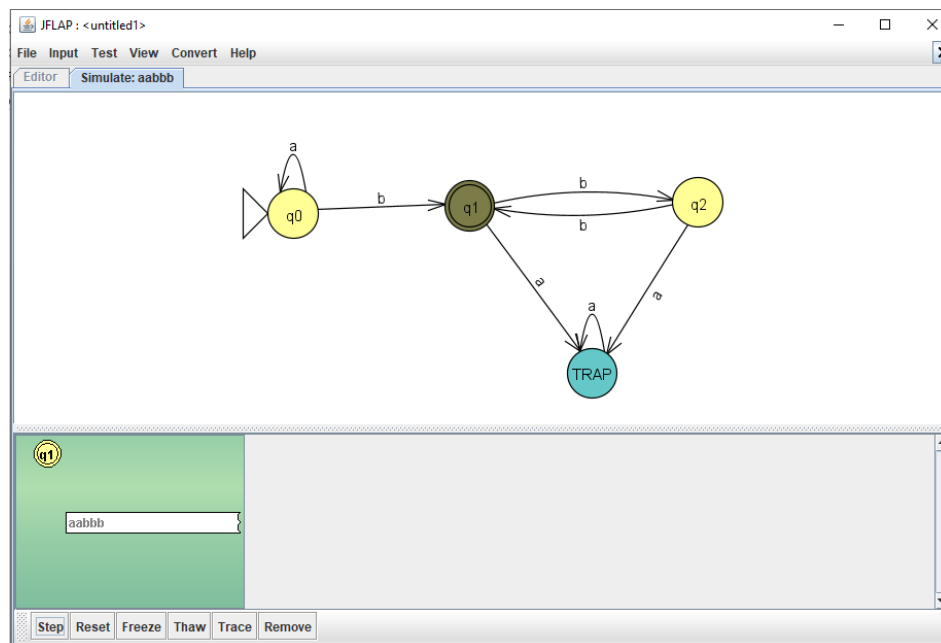 JFLAP : <untitled1>
File Input Test View Convert Help
Editor Simulate: aabbb
a
b
b
q0
q1
q2
b
a
a
a
TRAP
q1
aabbb
Step Reset Freeze Thaw Trace Remove